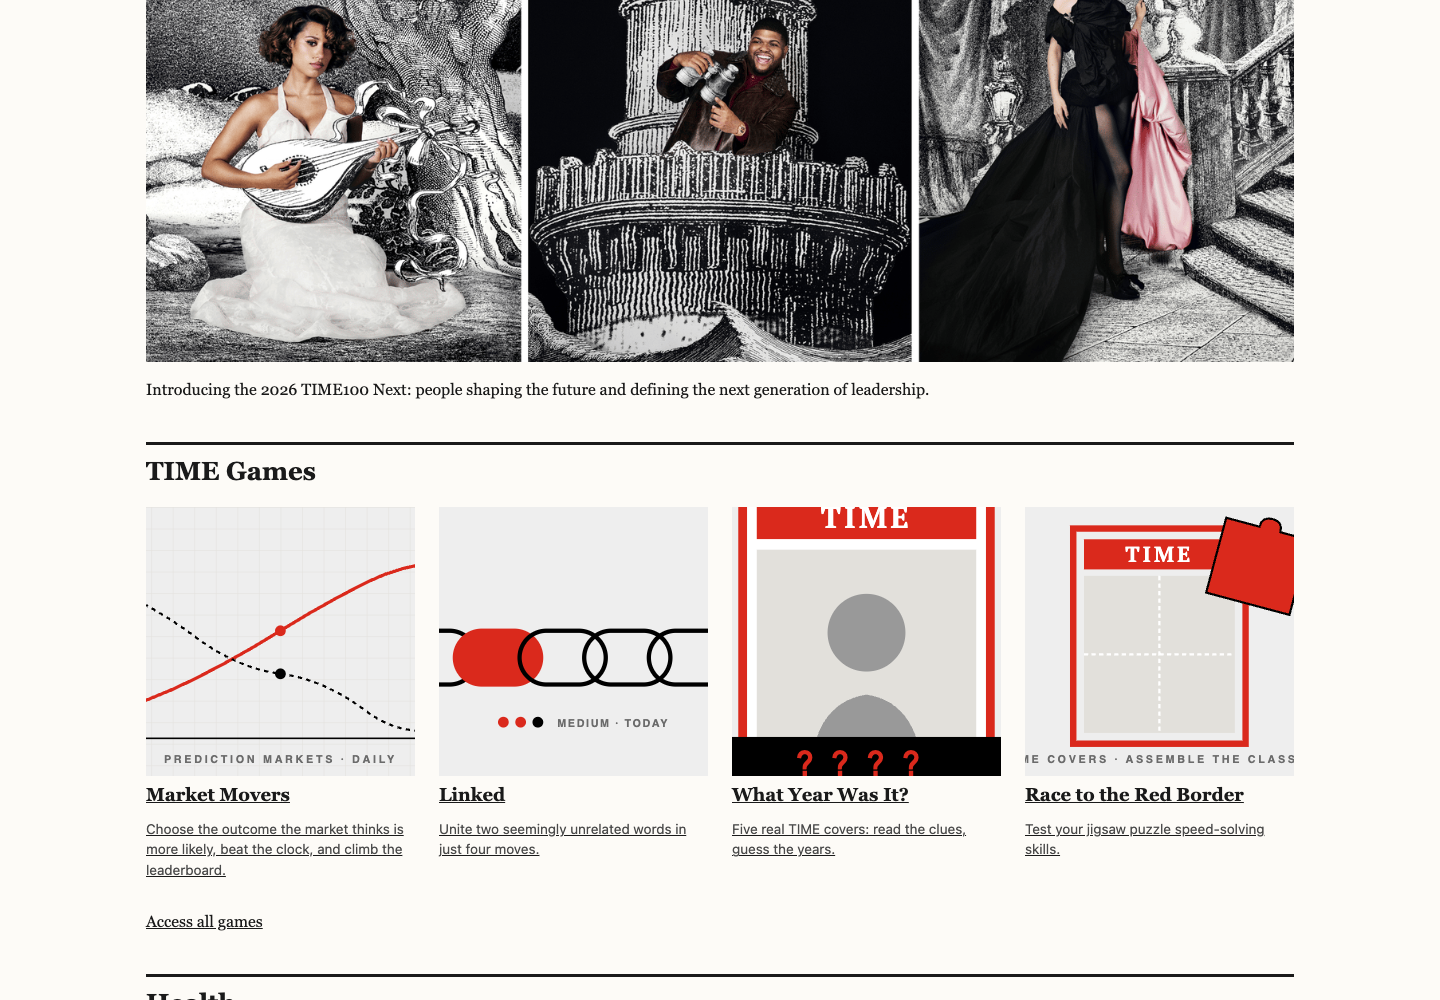 Introducing the 2026 TIME100 Next: people shaping the future and defining the next generation of leadership.
TIME Games
PREDICTION MARKETS · DAILY
Market Movers
Choose the outcome the market thinks is
more likely, beat the clock, and climb the
leaderboard.
MEDIUM · TODAY
Linked
Unite two seemingly unrelated words in
just four moves.
TIME
? ? ? ?
What Year Was It?
Five real TIME covers: read the clues,
guess the years.
TIME
ME COVERS · ASSEMBLE THE CLASS
Race to the Red Border
Test your jigsaw puzzle speed-solving
skills.
Access all games
Health